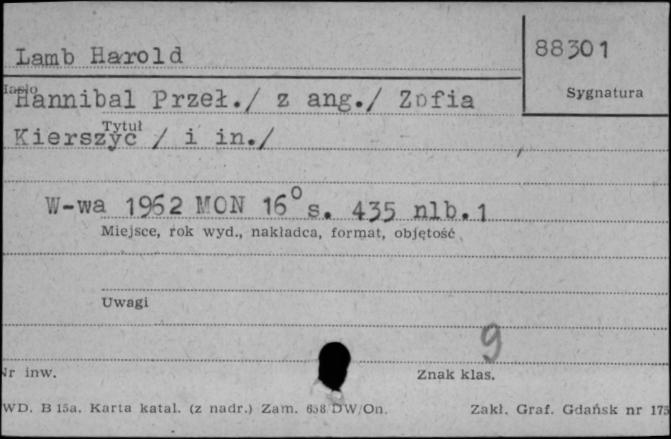 Lamb Harold
88301
Hasło
Sygnatura
Hannibal Przeł./ z ang./ Zofia
Tytuł
Kierszyc / i in./
W-wa 1962 MON 16° s. 435 nlb.1
Miejsce, rok wyd., nakładca, format, objętość
Uwagi
9
Nr inw.
Znak klas.
WD. B 15a. Karta katal. (z nadr.) Zam. 658 DW/On. Zakł. Graf. Gdańsk nr 175